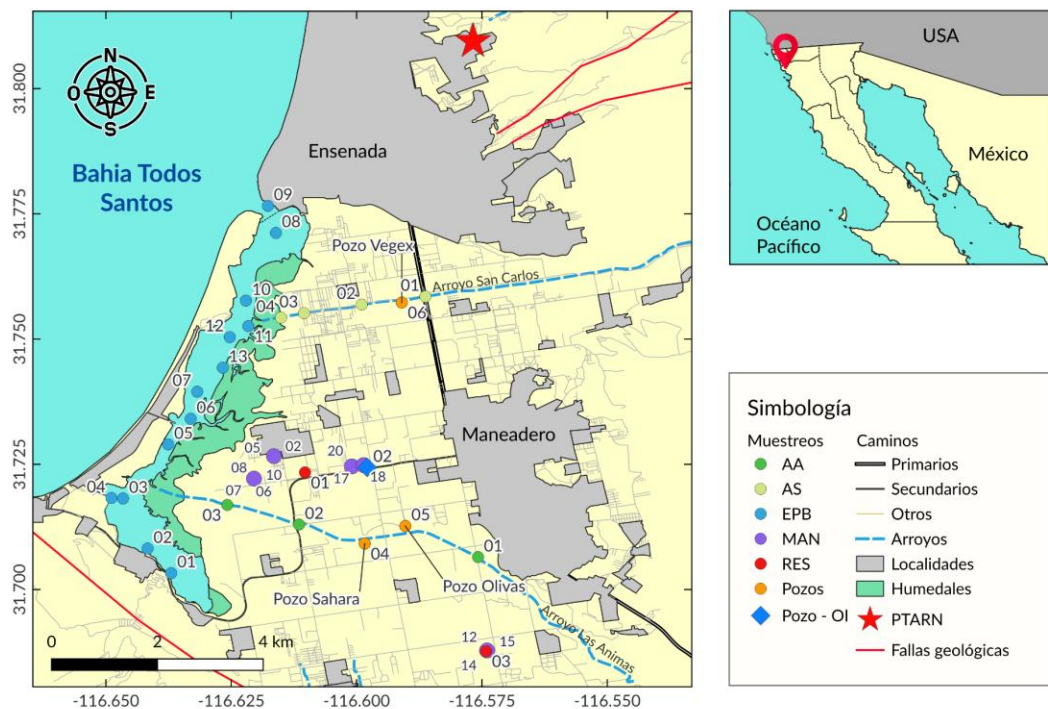 31.800
31.775
31.750
31.725
31.700
N
O
E
S
Bahia Todos
Santos
Ensenada
09
08
Pozo Vegex
Arroyo San Carlos
10
04
03
02
01
06
12
11
13
07
06
05
Maneadero
05
02
20
02
08
10
06
01
17
18
04
03
07
03
02
05
04
01
02
01
Pozo Sahara
Pozo Olivas
Arroyo Las Animas
12
15
14
03
0
2
4 km
-116.650
-116.625
-116.600
-116.575
-116.550
USA
México
Océano
Pacífico
Simbología
Muestreos
AA
AS
EPB
MAN
RES
Pozos
Pozo - OI
Caminos
Primarios
Secundarios
Otros
Arroyos
Localidades
Humedales
PTARN
Fallas geológicas